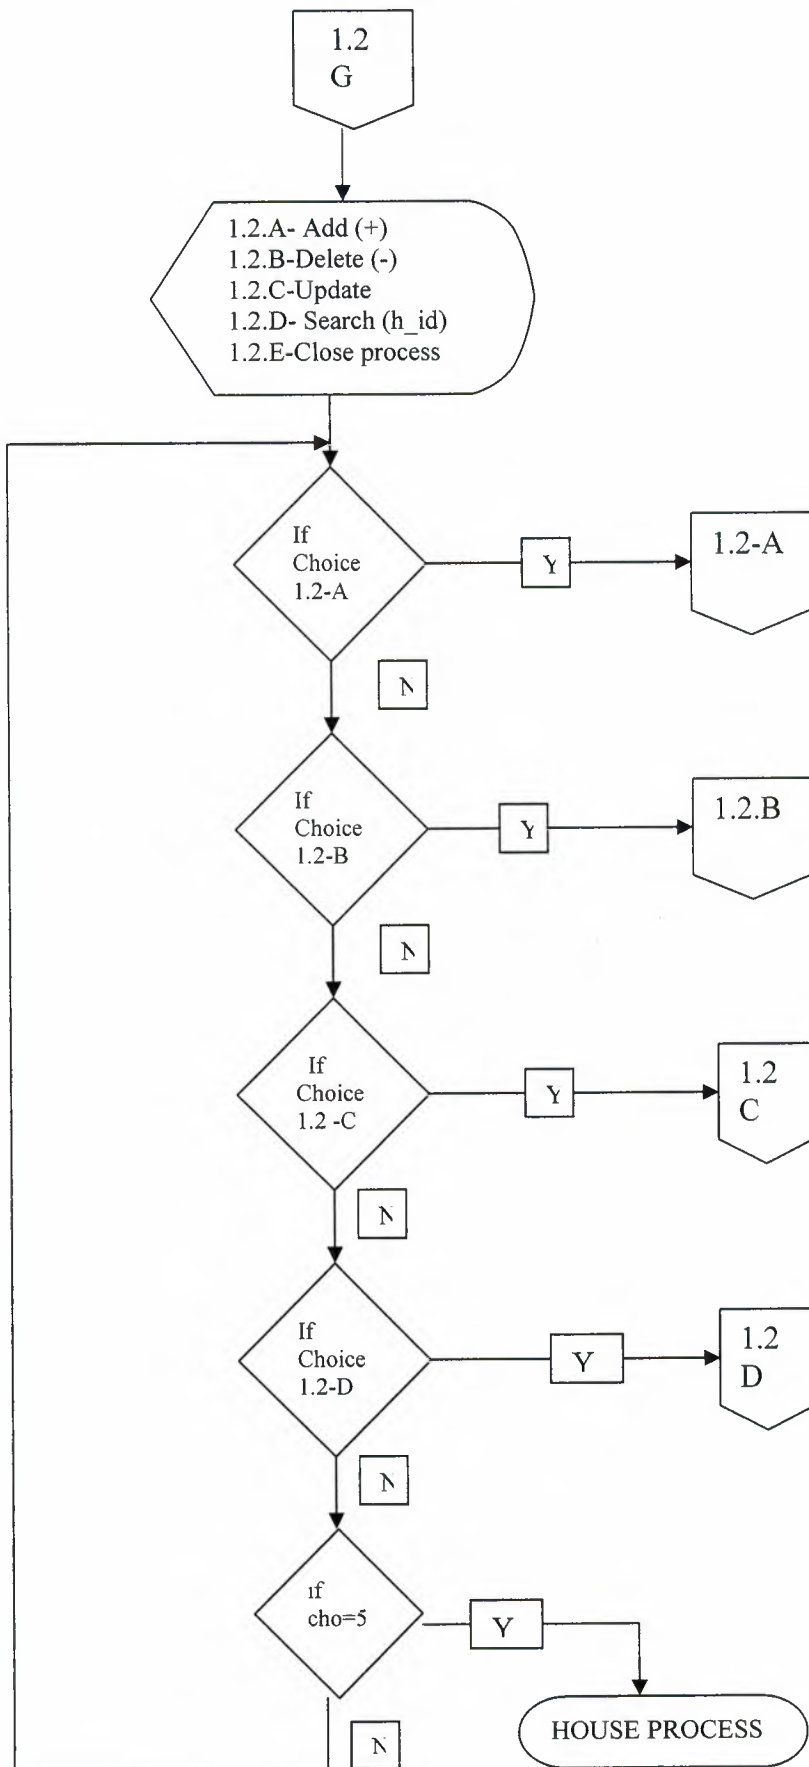 1.2
G
1.2.A- Add (+)
1.2.B-Delete (-)
1.2.C-Update
1.2.D- Search (h_id)
1.2.E-Close process
If
Choice
1.2-A
Y
1.2-A
N
If
Choice
1.2-B
Y
1.2.B
N
If
Choice
1.2 -C
Y
1.2
C
N
If
Choice
1.2-D
Y
1.2
D
N
if
cho=5
Y
HOUSE PROCESS
N